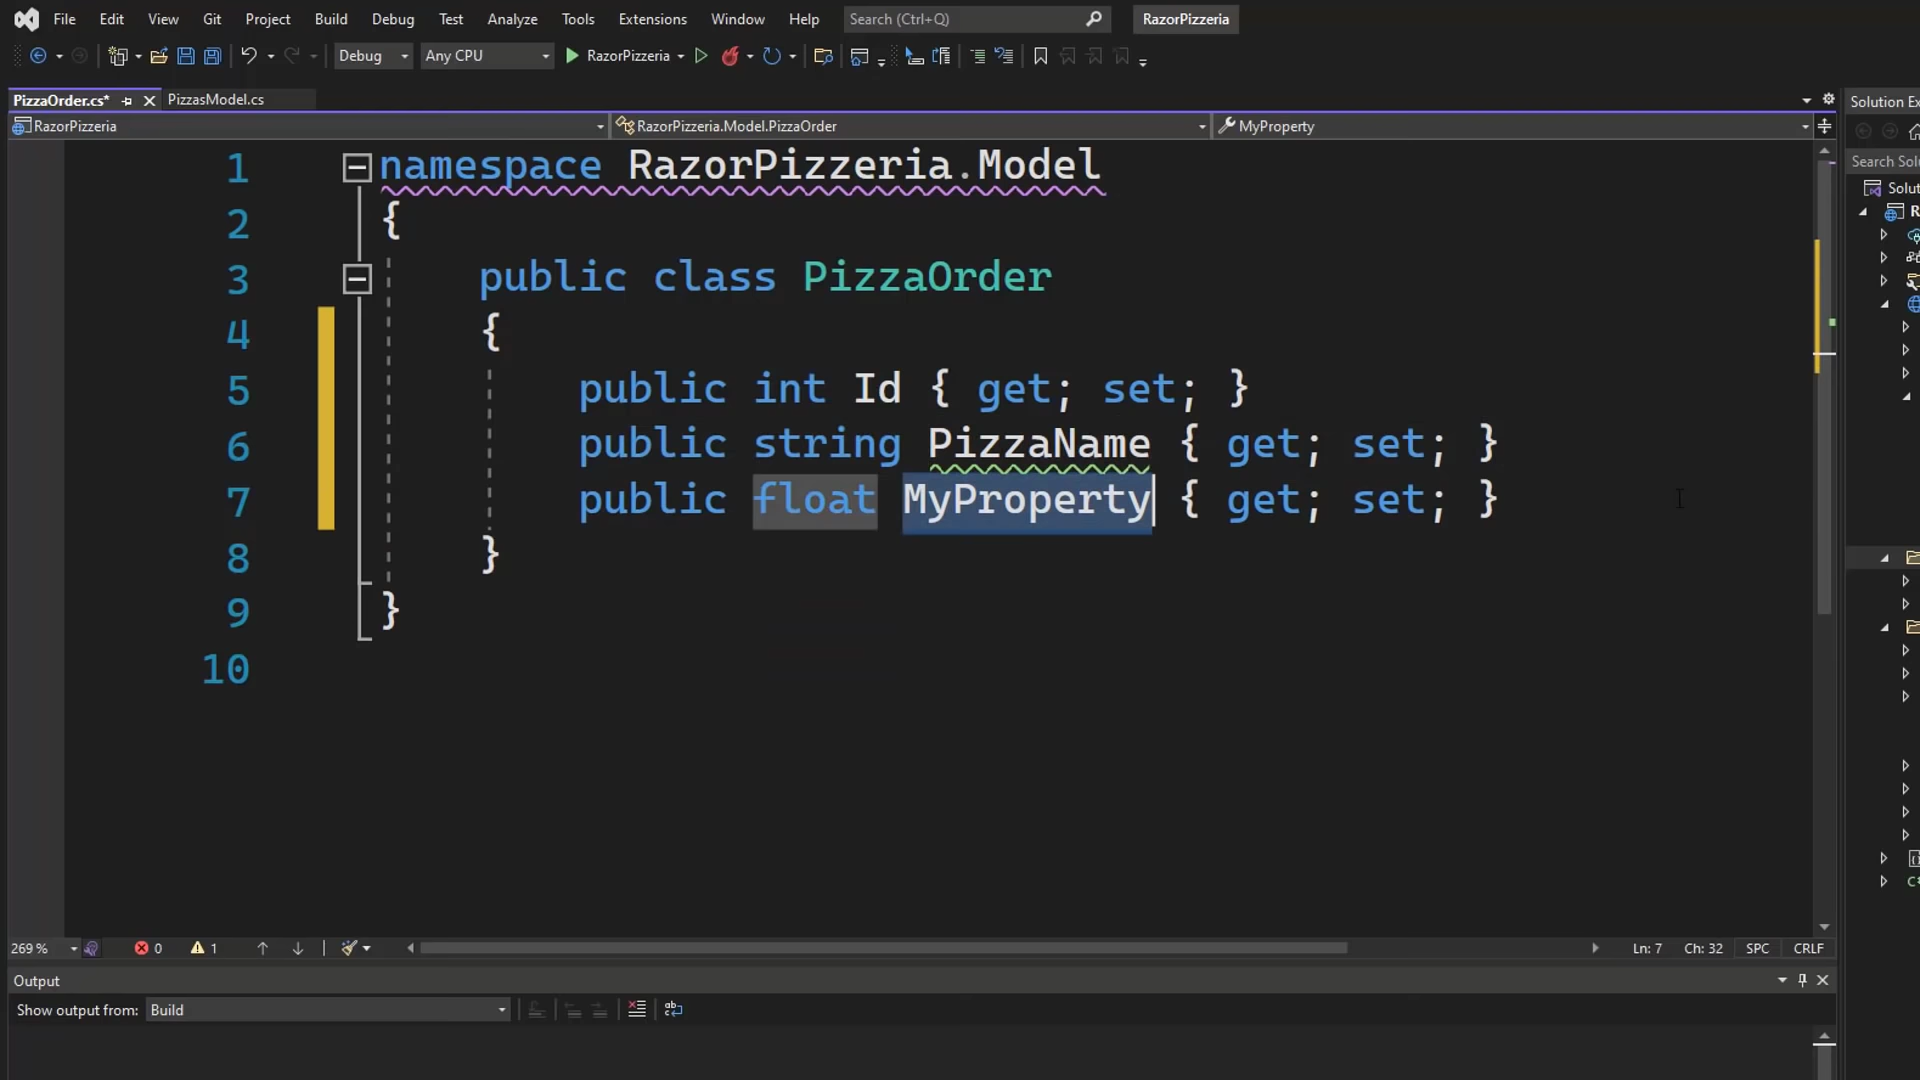 File Edit View Git Project Build Debug Test Analyze Tools Extensions Window Help Search (Ctrl+Q) RazorPizzeria
Debug Any CPU RazorPizzeria
PizzaOrder.cs* PizzasModel.cs
Solution Ex
RazorPizzeria RazorPizzeria.Model.PizzaOrder MyProperty
Search Solu
Solut
R
1 namespace RazorPizzeria.Model
2 {
3 public class PizzaOrder
4 {
5 public int Id { get; set; }
6 public string PizzaName { get; set; }
7 public float MyProperty { get; set; }
8 }
9 }
10
269 % 0 1 Ln: 7 Ch: 32 SPC CRLF
Output
Show output from: Build